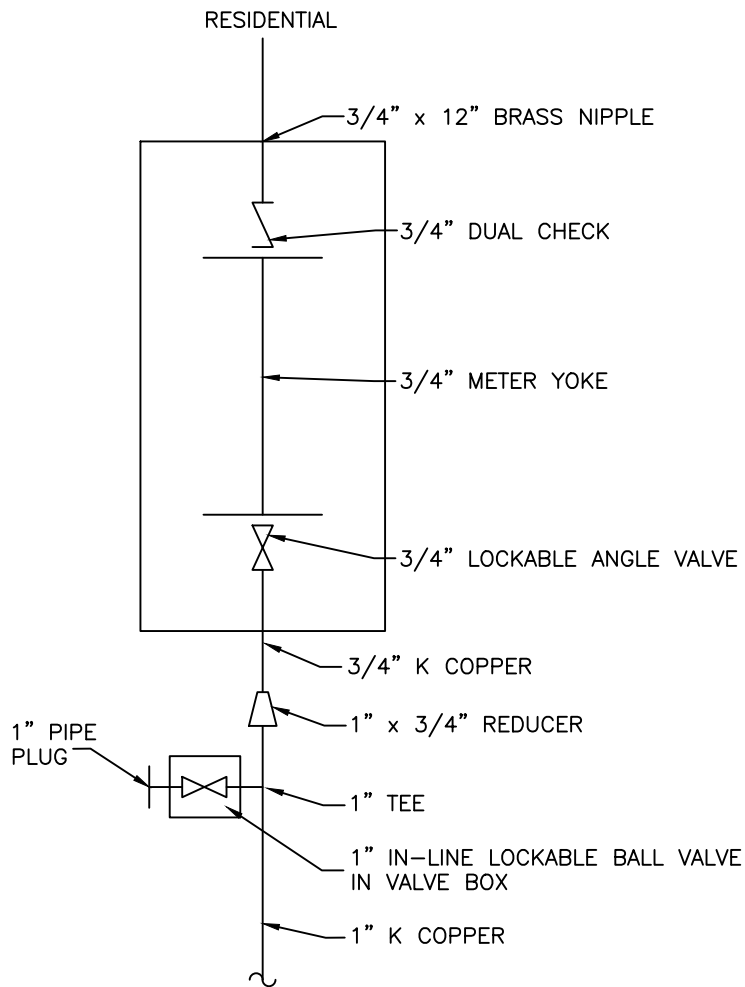 RESIDENTIAL
3/4” x 12” BRASS NIPPLE
3/4” DUAL CHECK
3/4” METER YOKE
3/4” LOCKABLE ANGLE VALVE
3/4” K COPPER
1” x 3/4” REDUCER
1” PIPE
PLUG
1” TEE
1” IN-LINE LOCKABLE BALL VALVE
IN VALVE BOX
1” K COPPER